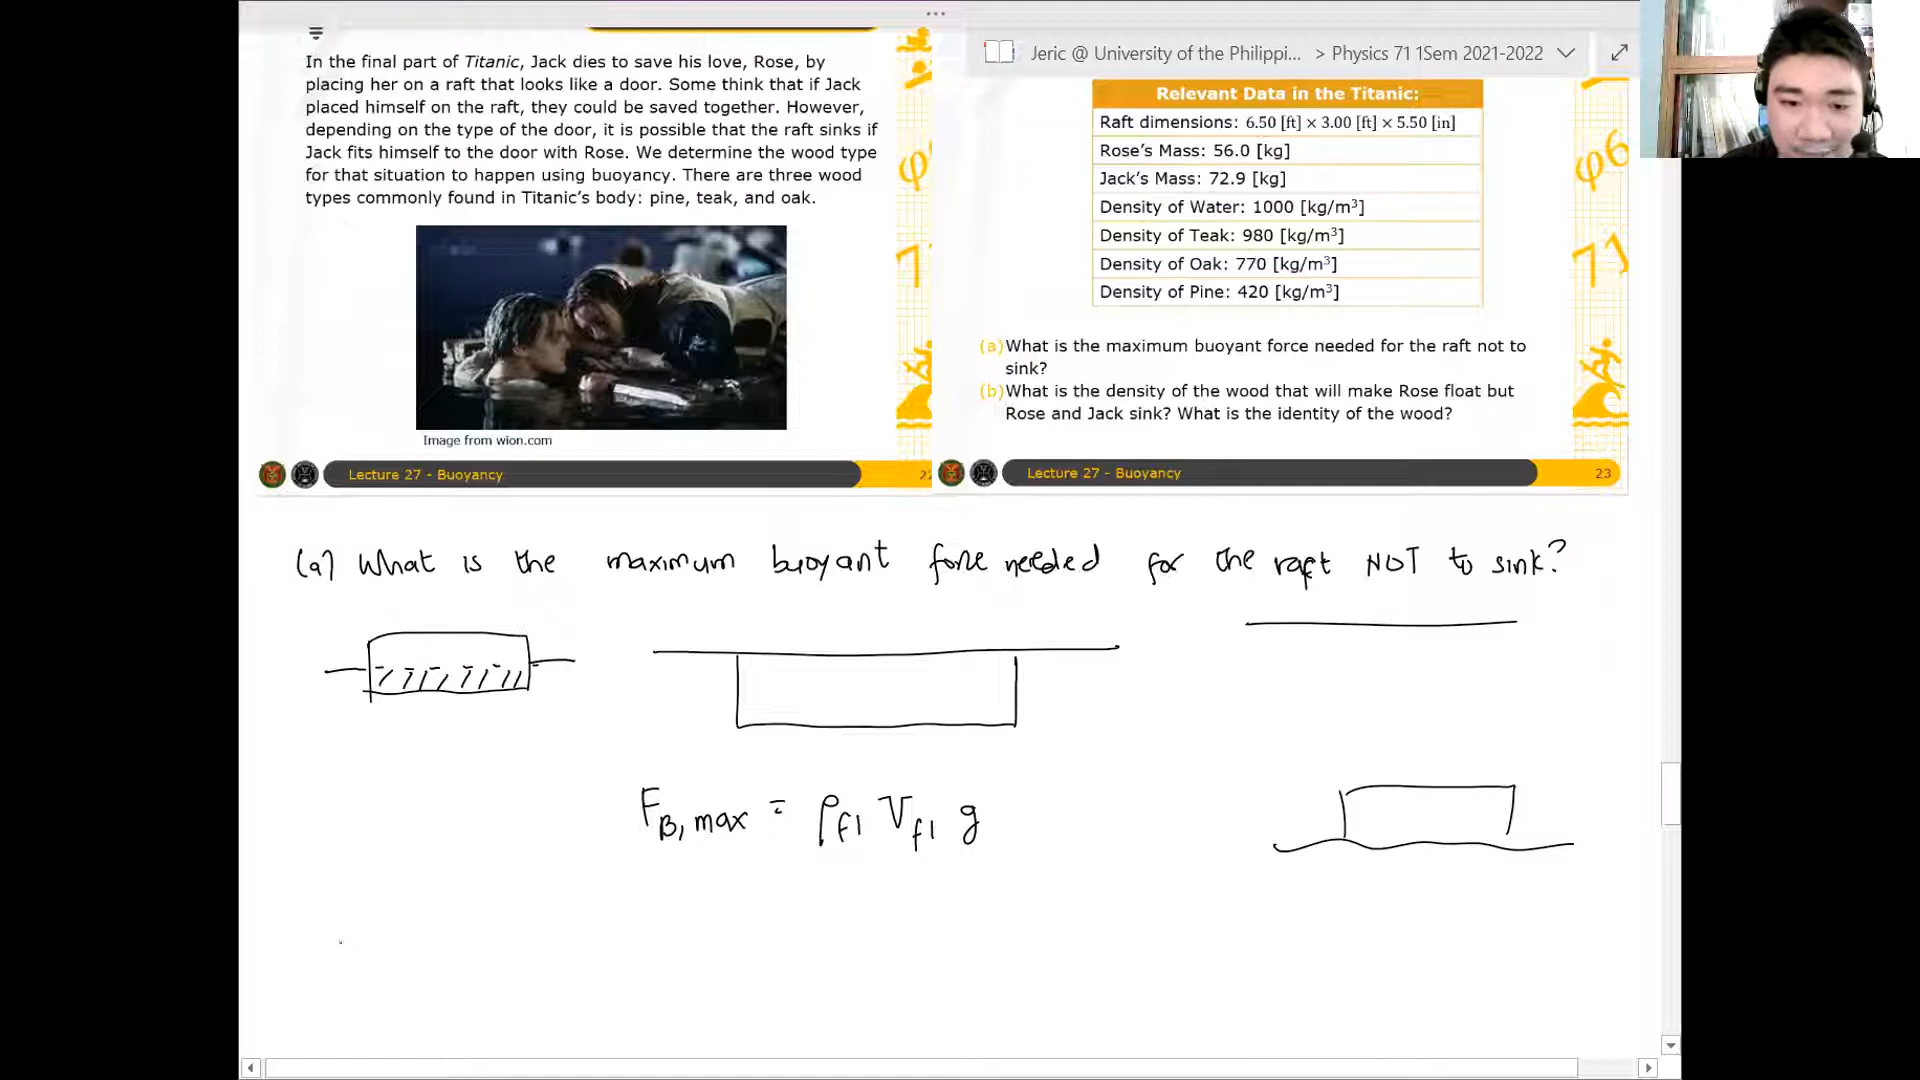 In the final part of Titanic, Jack dies to save his love, Rose, by
placing her on a raft that looks like a door. Some think that if Jack
placed himself on the raft, they could be saved together. However,
depending on the type of the door, it is possible that the raft sinks if
Jack fits himself to the door with Rose. We determine the wood type
for that situation to happen using buoyancy. There are three wood
types commonly found in Titanic's body: pine, teak, and oak.
Image from wion.com
Lecture 27 - Buoyancy
22
Jeric @ University of the Philippi... > Physics 71 1Sem 2021-2022
Relevant Data in the Titanic:
Raft dimensions: 6.50 [ft] × 3.00 [ft] × 5.50 [in]
Rose's Mass: 56.0 [kg]
Jack's Mass: 72.9 [kg]
Density of Water: 1000 [kg/m³]
Density of Teak: 980 [kg/m³]
Density of Oak: 770 [kg/m³]
Density of Pine: 420 [kg/m³]
(a) What is the maximum buoyant force needed for the raft not to
sink?
(b) What is the density of the wood that will make Rose float but
Rose and Jack sink? What is the identity of the wood?
Lecture 27 - Buoyancy
23
(a) What is the maximum buoyant force needed for the raft NOT to sink?
F_B,max = ρ_fl V_fl g